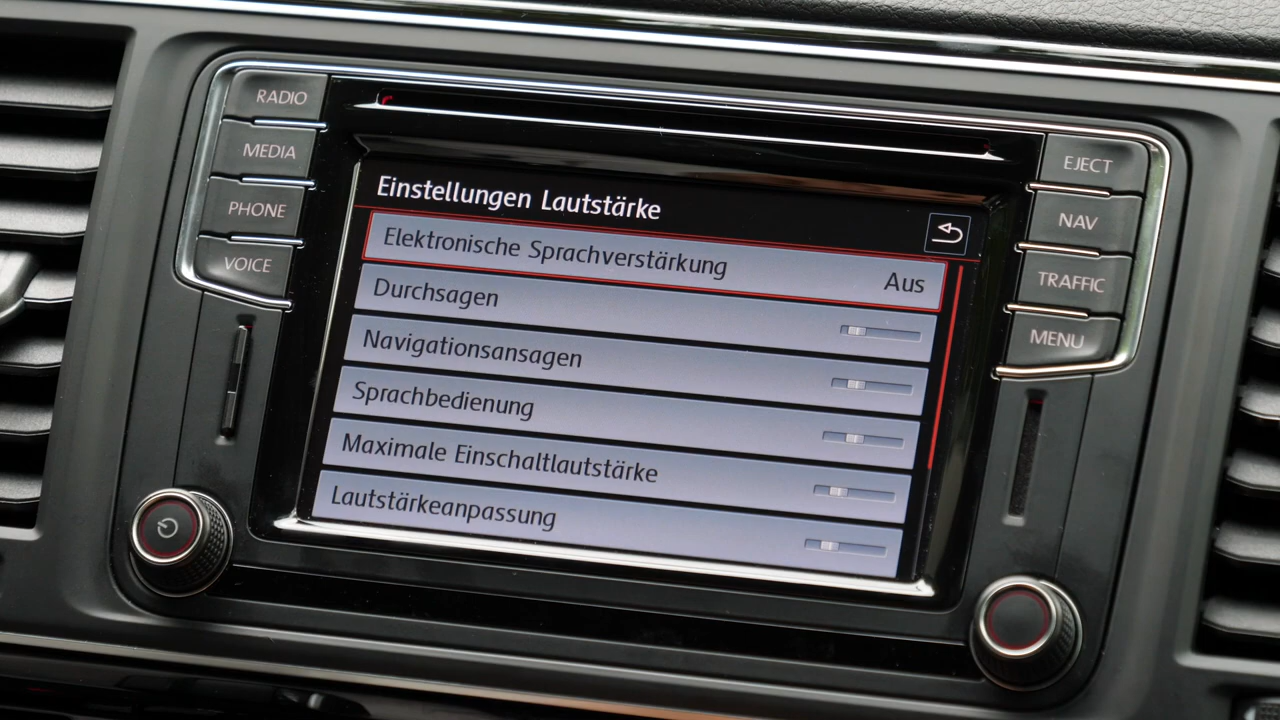 RADIO
MEDIA
PHONE
VOICE
Einstellungen Lautstärke
Elektronische Sprachverstärkung Aus
Durchsagen
Navigationsansagen
Sprachbedienung
Maximale Einschaltlautstärke
Lautstärkeanpassung
EJECT
NAV
TRAFFIC
MENU